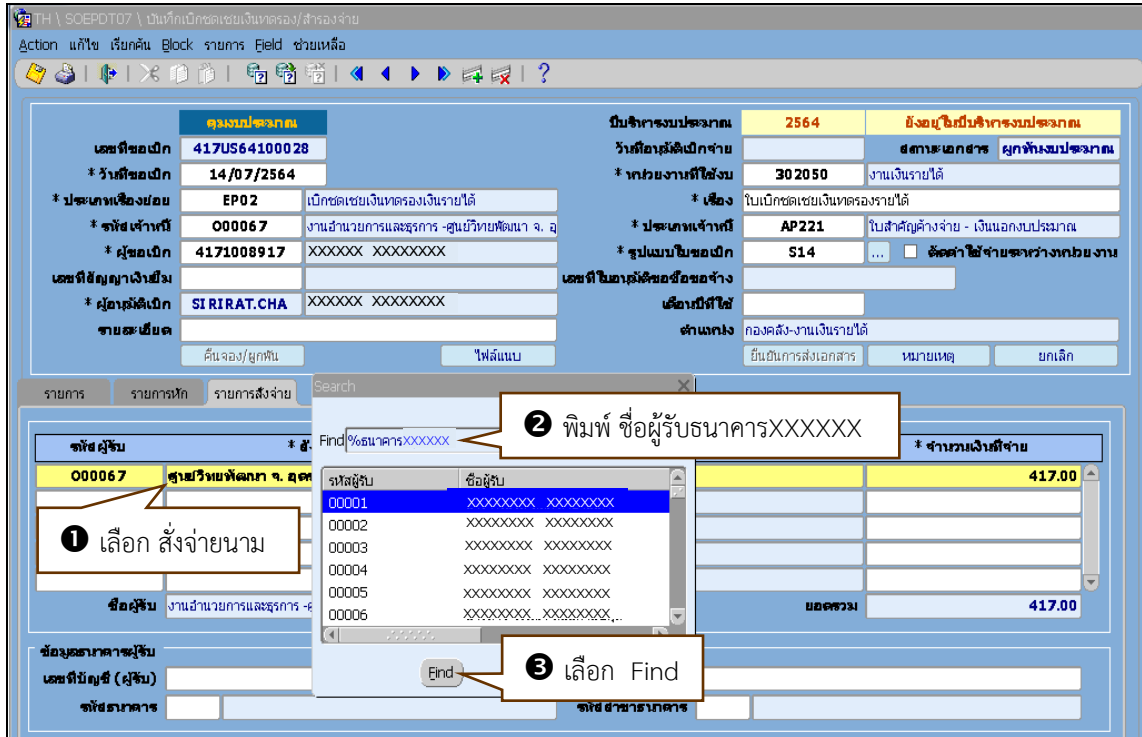 TH \ SOEPDT07 \ บันทึกเบิกชดเชยเงินทดรอง/สำรองจ่าย
Action แก้ไข เรียกค้น Block รายการ Field ช่วยเหลือ
คุมงบประมาณ ปีบริหารงบประมาณ 2564 ยังอยู่ในปีบริหารงบประมาณ
เลขที่ขอเบิก 417US64100028 วันที่อนุมัติเบิกจ่าย สถานะเอกสาร ผูกพันงบประมาณ
* วันที่ขอเบิก 14/07/2564 * หน่วยงานที่ใช้งบ 302050 งานเงินรายได้
* ประเภทเรื่องย่อย EP02 เบิกชดเชยเงินทดรองเงินรายได้ * เรื่อง ใบเบิกชดเชยเงินทดรองรายได้
* รหัสเจ้าหนี้ O00067 งานอำนวยการและธุรการ -ศูนย์วิทยพัฒนา จ. อุ * ประเภทเจ้าหนี้ AP221 ใบสำคัญค้างจ่าย - เงินนอกงบประมาณ
* ผู้ขอเบิก 4171008917 XXXXXX XXXXXXXX * รูปแบบใบขอเบิก S14 ... ตัดค่าใช้จ่ายระหว่างหน่วยงาน
เลขที่สัญญาเงินยืม เลขที่ใบอนุมัติขอซื้อขอจ้าง
* ผู้อนุมัติเบิก SIRIRAT.CHA XXXXXX XXXXXXXX เดือนปีที่ใช้
รายละเอียด ตำแหน่ง กองคลัง-งานเงินรายได้
คืนจอง/ผูกพัน ไฟล์แนบ ยืนยันการส่งเอกสาร หมายเหตุ ยกเลิก
รายการ รายการหัก รายการสั่งจ่าย Search
❷ พิมพ์ ชื่อผู้รับธนาคารXXXXXX
รหัสผู้รับ Find %ธนาคารXXXXXX * จำนวนเงินที่จ่าย
O00067 ศูนย์วิทยพัฒนา จ. อุดร รหัสผู้รับ ชื่อผู้รับ 417.00
00001 XXXXXXXX XXXXXXXX
00002 XXXXXXXX XXXXXXXX
❶ เลือก สั่งจ่ายนาม 00003 XXXXXXXX XXXXXXXX
00004 XXXXXXXX XXXXXXXX
00005 XXXXXXXX XXXXXXXX
ชื่อผู้รับ งานอำนวยการและธุรการ - 00006 XXXXXXXX XXXXXXXX ยอดรวม 417.00
ข้อมูลธนาคารผู้รับ
เลขที่บัญชี (ผู้รับ) Find ❸ เลือก Find
รหัสธนาคาร รหัสสาขาธนาคาร